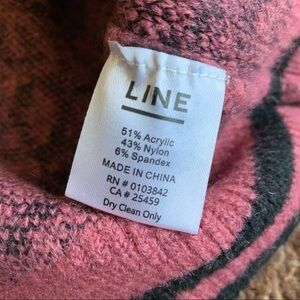 LINE
51% Acrylic
43% Nylon
6% Spandex
MADE IN CHINA
RN # 0103842
CA # 25459
Dry Clean Only